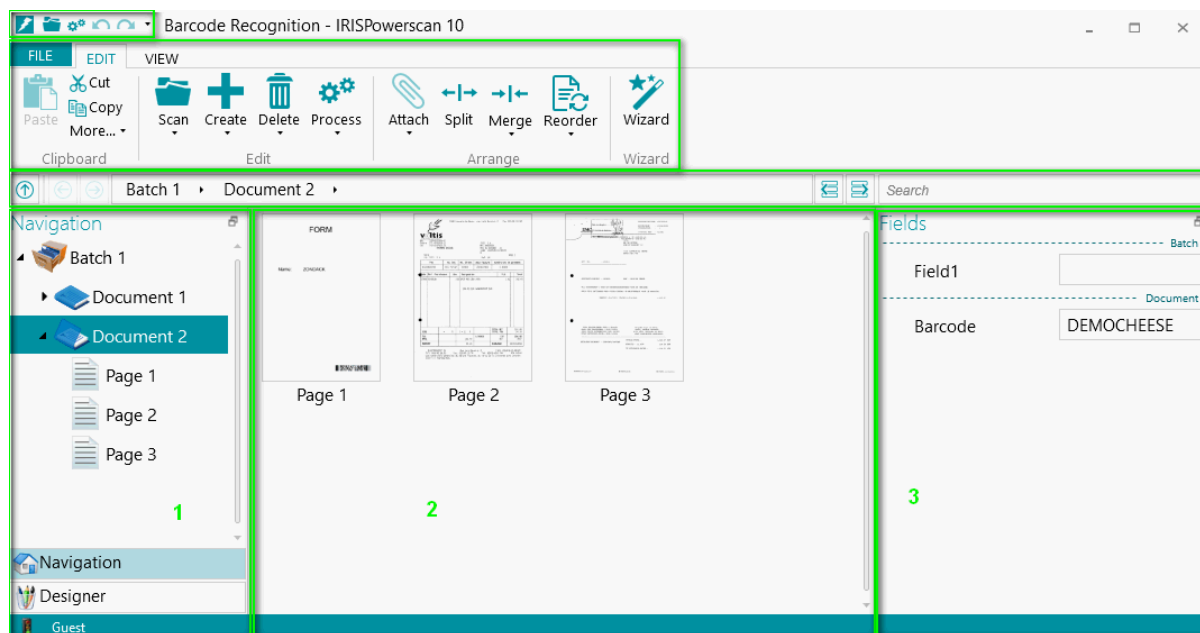 Barcode Recognition - IRISPowerscan 10
FILE EDIT VIEW
Paste
Cut
Copy
More...
Clipboard
Scan Create Delete Process
Edit
Attach Split Merge Reorder
Arrange
Wizard
Wizard
Batch 1 Document 2
Search
Navigation
Batch 1
Document 1
Document 2
Page 1
Page 2
Page 3
1
Navigation
Designer
Guest
FORM
Name: ZONGAKA
Page 1
Page 2
Page 3
2
Fields
Batch
Field1
Document
Barcode DEMOCHEESE
3